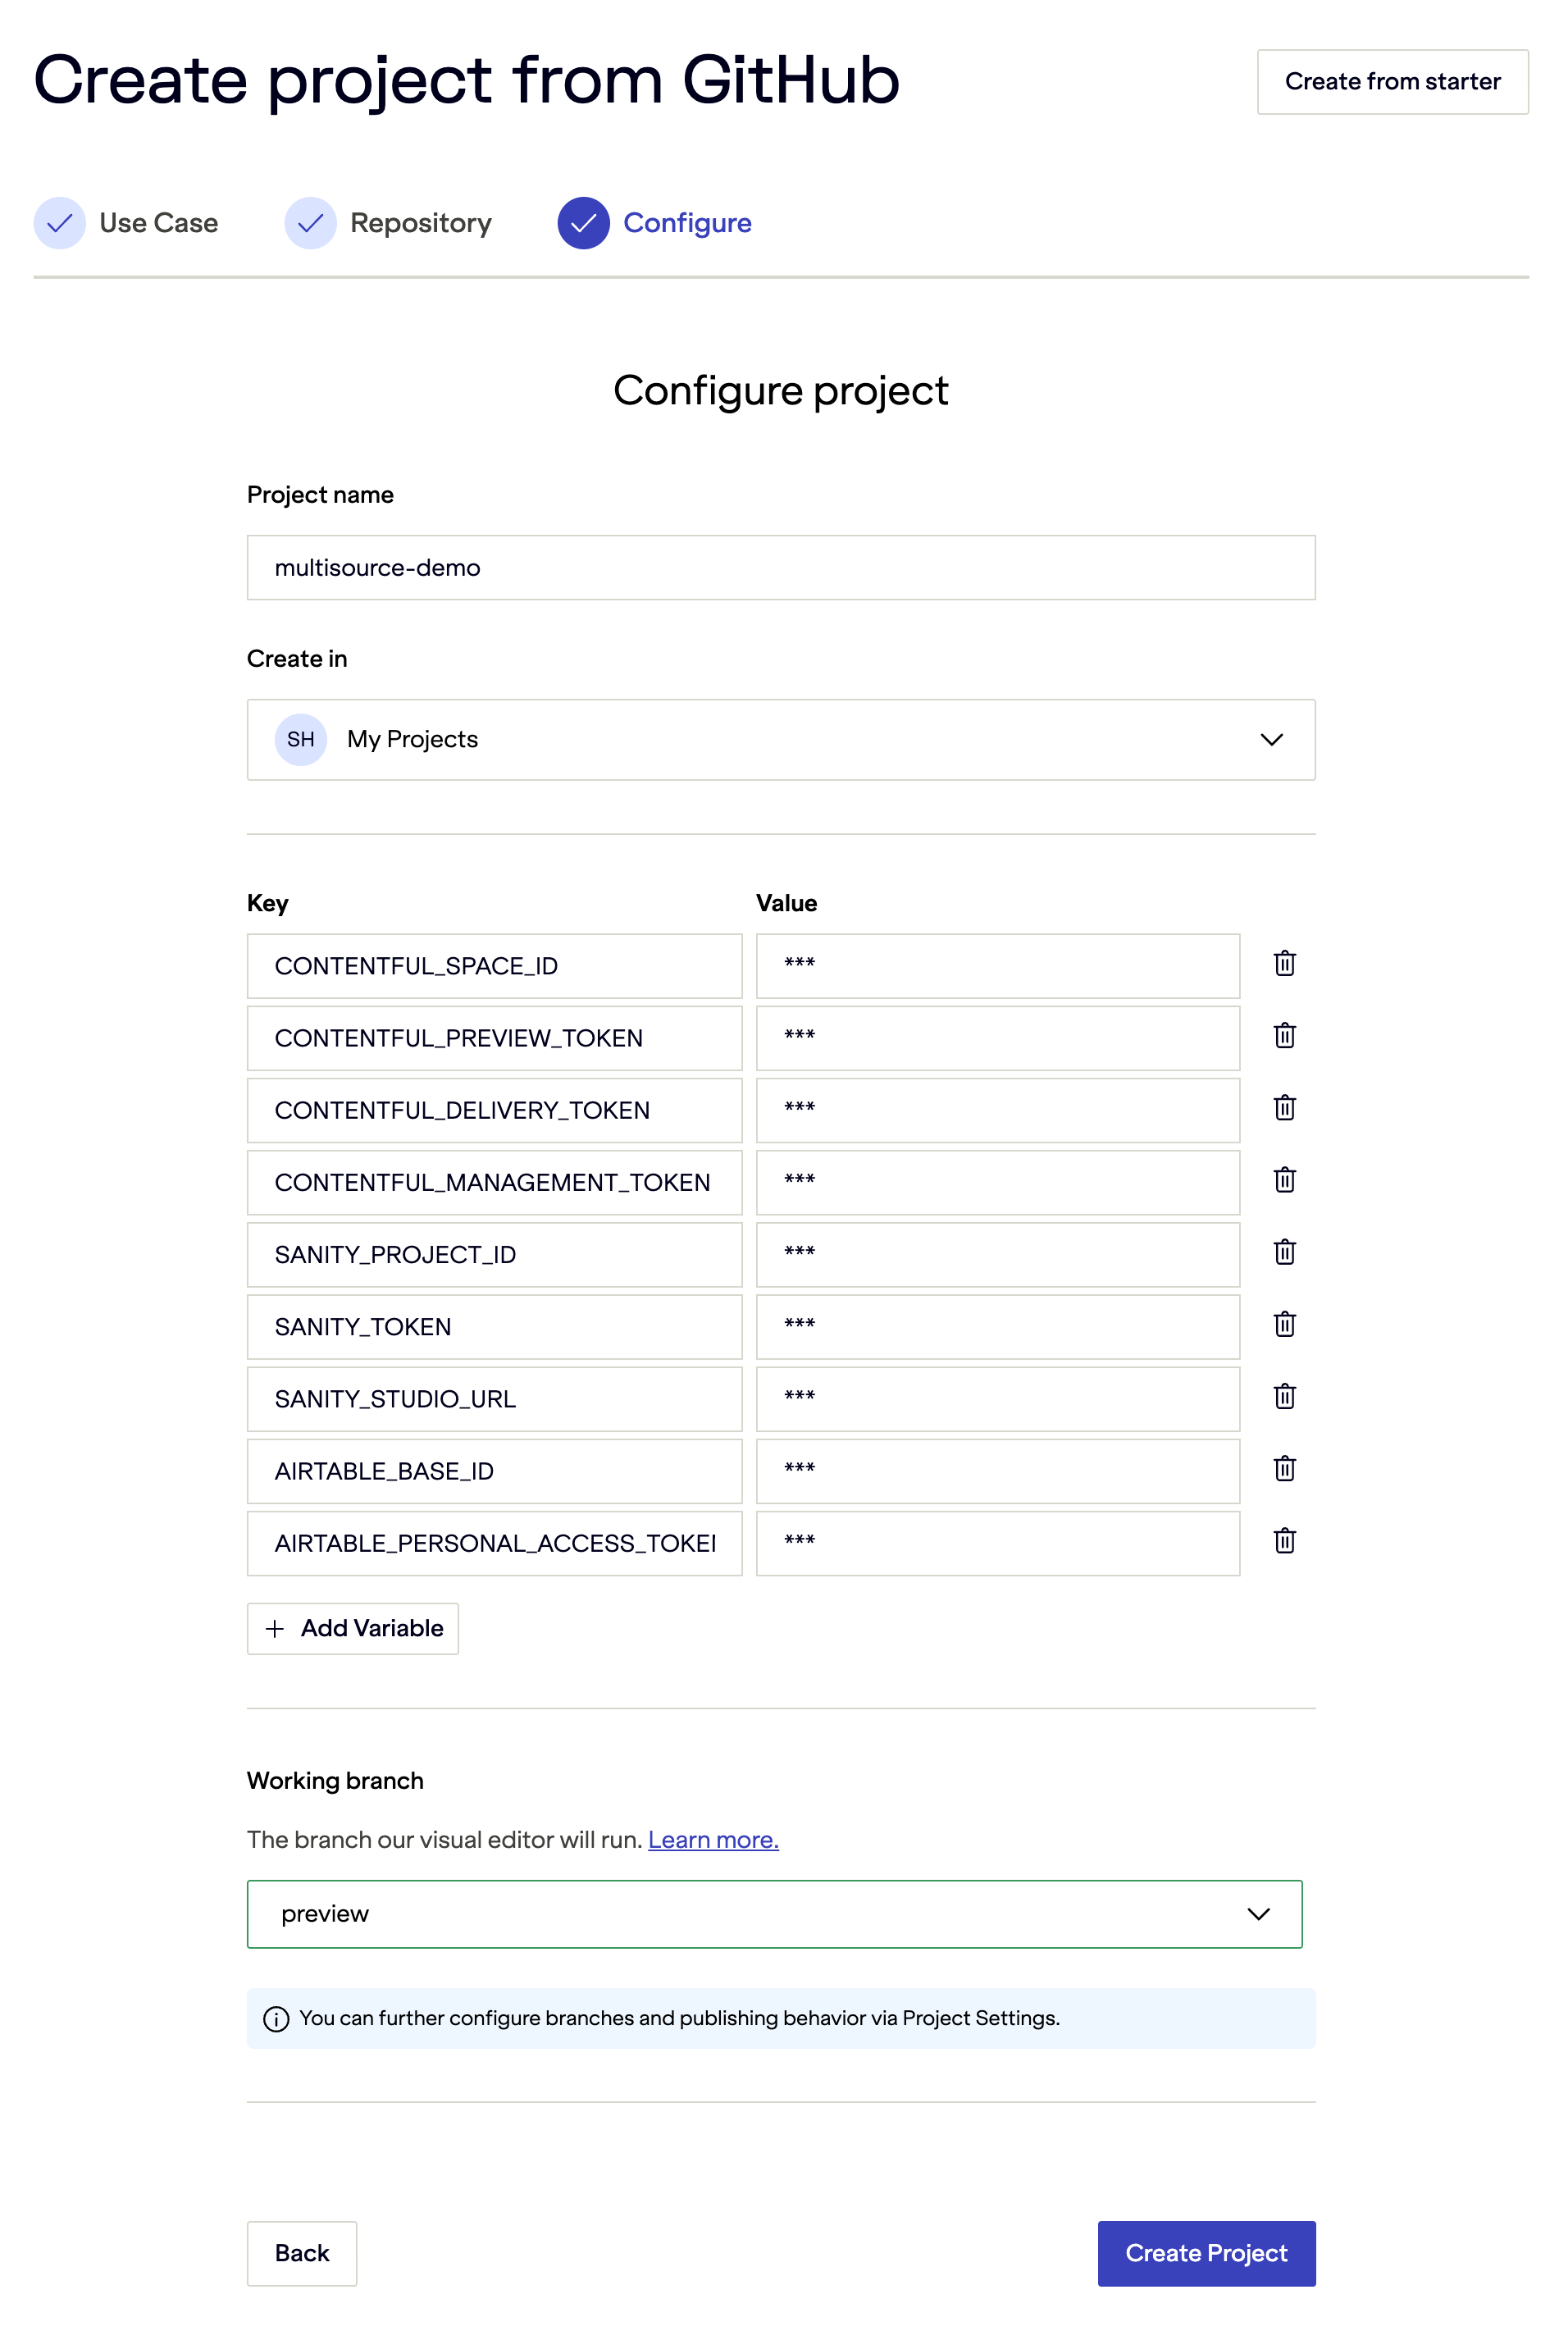 Create project from GitHub
Create from starter
Use Case
Repository
Configure
Configure project
Project name
multisource-demo
Create in
SH My Projects
Key Value
CONTENTFUL_SPACE_ID ***
CONTENTFUL_PREVIEW_TOKEN ***
CONTENTFUL_DELIVERY_TOKEN ***
CONTENTFUL_MANAGEMENT_TOKEN ***
SANITY_PROJECT_ID ***
SANITY_TOKEN ***
SANITY_STUDIO_URL ***
AIRTABLE_BASE_ID ***
AIRTABLE_PERSONAL_ACCESS_TOKE ***
+ Add Variable
Working branch
The branch our visual editor will run. Learn more.
preview
You can further configure branches and publishing behavior via Project Settings.
Back
Create Project